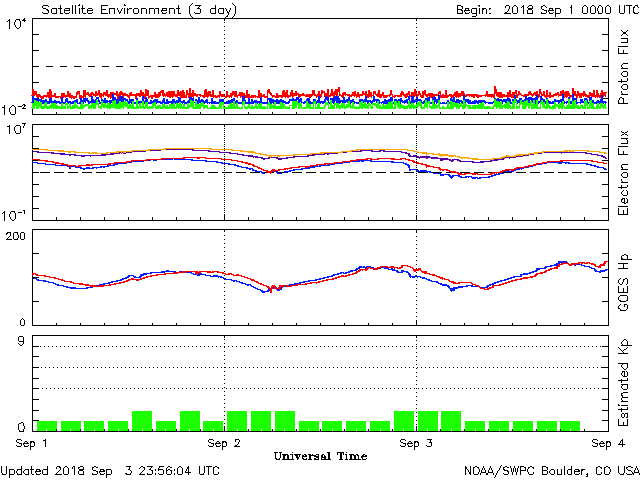 Satellite Environment (3 day) Begin: 2018 Sep 1 0000 UTC
10^4
10^-2
Proton Flux
10^7
10^-1
Electron Flux
200
0
GOES Hp
9
0
Estimated Kp
Sep 1 Sep 2 Sep 3 Sep 4
Universal Time
Updated 2018 Sep 3 23:56:04 UTC NOAA/SWPC Boulder, CO USA